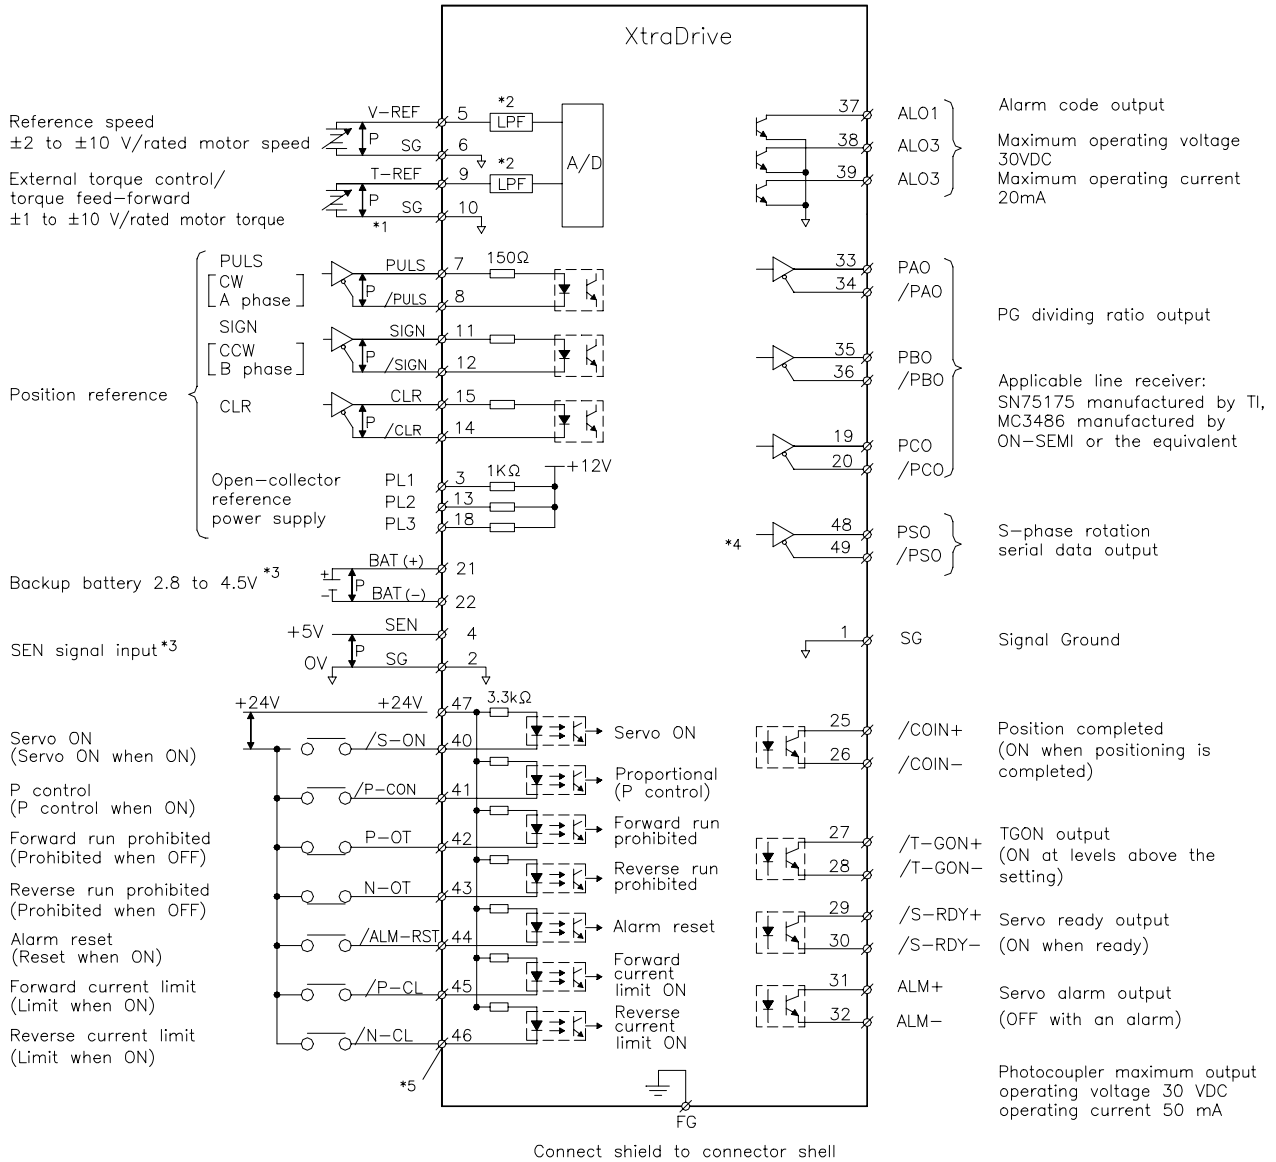 XtraDrive
Reference speed
±2 to ±10 V/rated motor speed
V-REF
5
*2
LPF
P
SG
6
External torque control/
torque feed-forward
±1 to ±10 V/rated motor torque
T-REF
9
*2
LPF
P
SG
10
*1
A/D
Position reference
PULS
CW
A phase
PULS
7
150Ω
P
/PULS
8
SIGN
CCW
B phase
SIGN
11
P
/SIGN
12
CLR
CLR
15
P
/CLR
14
Open-collector
reference
power supply
PL1
3
1KΩ
+12V
PL2
13
PL3
18
Backup battery 2.8 to 4.5V *3
BAT (+)
21
+
-
P
BAT (-)
22
SEN signal input *3
+5V
SEN
4
P
0V
SG
2
+24V
+24V
47
3.3kΩ
Servo ON
(Servo ON when ON)
/S-ON
40
Servo ON
P control
(P control when ON)
/P-CON
41
Proportional
(P control)
Forward run prohibited
(Prohibited when OFF)
P-OT
42
Forward run
prohibited
Reverse run prohibited
(Prohibited when OFF)
N-OT
43
Reverse run
prohibited
Alarm reset
(Reset when ON)
/ALM-RST
44
Alarm reset
Forward current limit
(Limit when ON)
/P-CL
45
Forward
current
limit ON
Reverse current limit
(Limit when ON)
/N-CL
46
Reverse
current
limit ON
*5
37
ALO1
38
ALO3
39
ALO3
Alarm code output
Maximum operating voltage
30VDC
Maximum operating current
20mA
33
PAO
34
/PAO
35
PBO
36
/PBO
19
PCO
20
/PCO
PG dividing ratio output
Applicable line receiver:
SN75175 manufactured by TI,
MC3486 manufactured by
ON-SEMI or the equivalent
*4
48
PSO
49
/PSO
S-phase rotation
serial data output
1
SG
Signal Ground
25
/COIN+
26
/COIN-
Position completed
(ON when positioning is
completed)
27
/T-GON+
28
/T-GON-
TGON output
(ON at levels above the
setting)
29
/S-RDY+
30
/S-RDY-
Servo ready output
(ON when ready)
31
ALM+
32
ALM-
Servo alarm output
(OFF with an alarm)
Photocoupler maximum output
operating voltage 30 VDC
operating current 50 mA
FG
Connect shield to connector shell